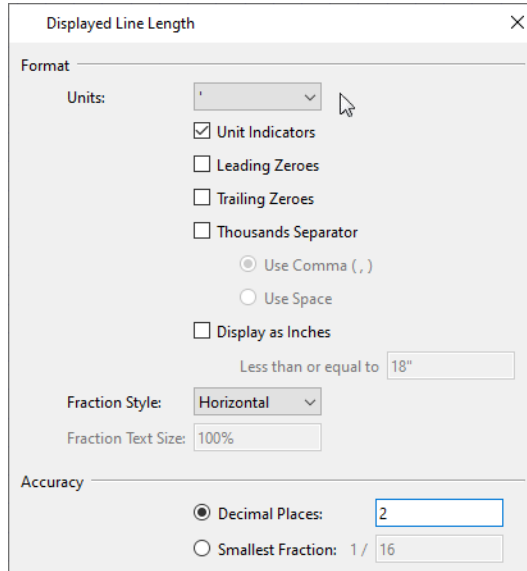 Displayed Line Length
Format
Units: '
Unit Indicators
Leading Zeroes
Trailing Zeroes
Thousands Separator
Use Comma ( , )
Use Space
Display as Inches
Less than or equal to 18"
Fraction Style: Horizontal
Fraction Text Size: 100%
Accuracy
Decimal Places: 2
Smallest Fraction: 1 / 16